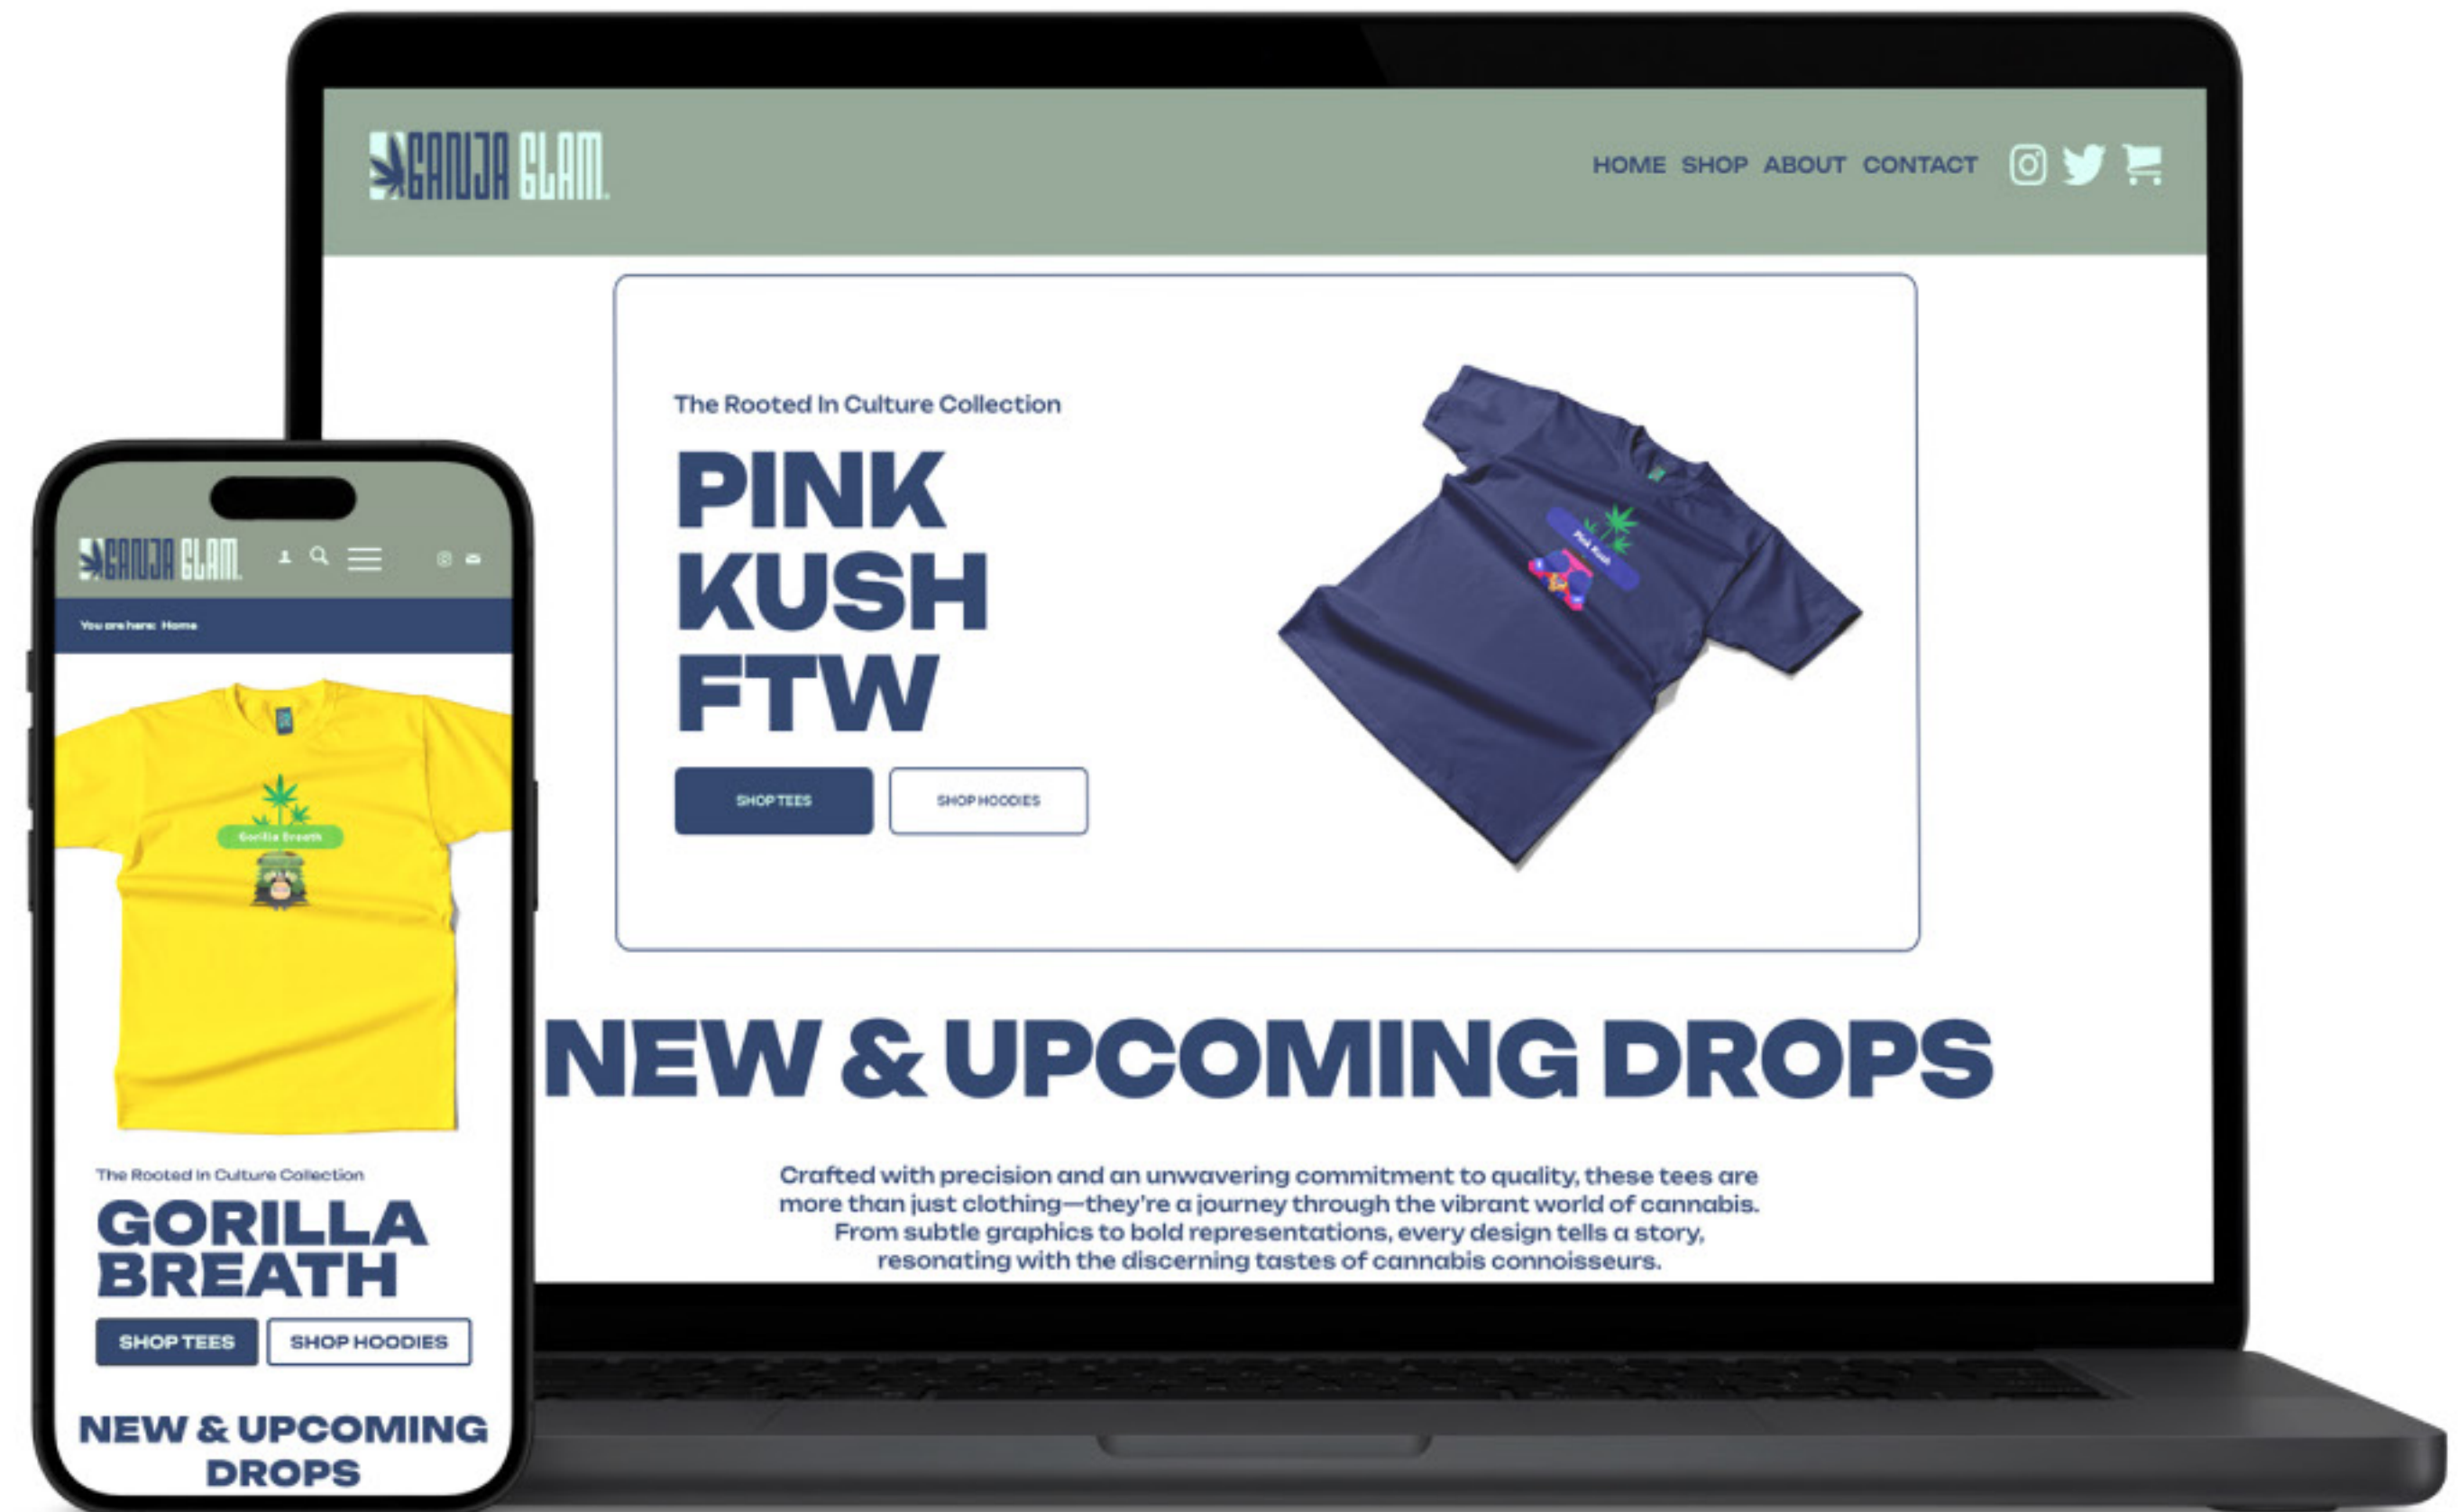 GANJA GLAM.
HOME SHOP ABOUT CONTACT
The Rooted In Culture Collection
PINK
KUSH
FTW
SHOP TEES
SHOP HOODIES
Pink Kush
NEW & UPCOMING DROPS
Crafted with precision and an unwavering commitment to quality, these tees are
more than just clothing—they're a journey through the vibrant world of cannabis.
From subtle graphics to bold representations, every design tells a story,
resonating with the discerning tastes of cannabis connoisseurs.
GANJA GLAM.
You are here: Home
Gorilla Breath
The Rooted In Culture Collection
GORILLA
BREATH
SHOP TEES
SHOP HOODIES
NEW & UPCOMING
DROPS